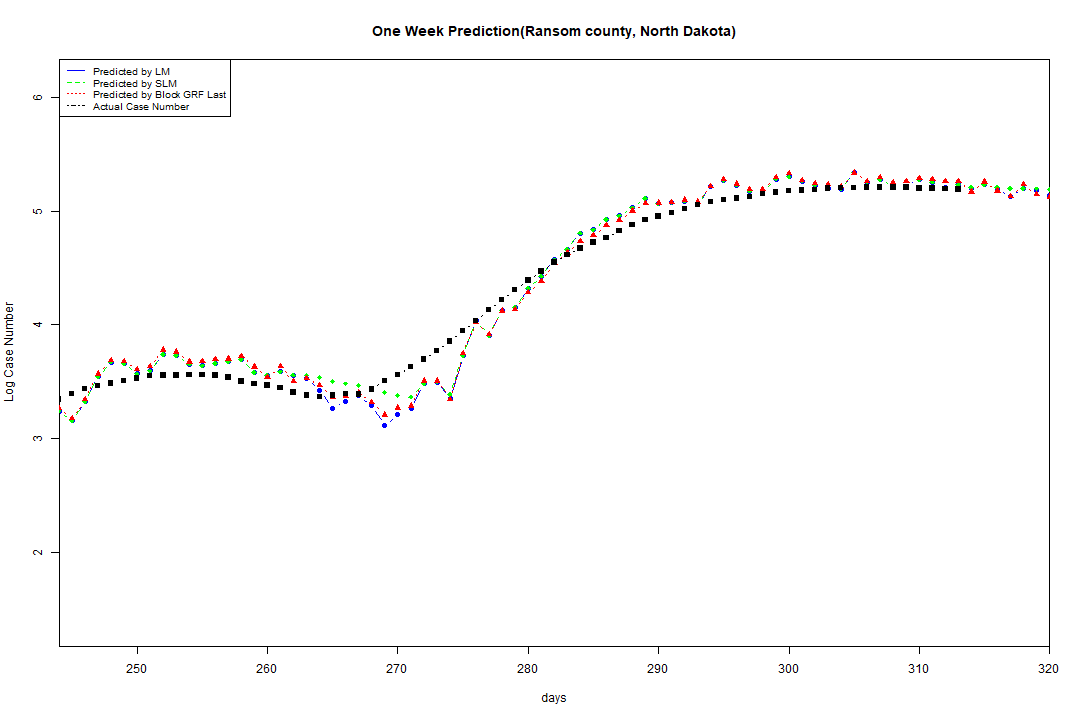 One Week Prediction(Ransom county, North Dakota)
Predicted by LM
Predicted by SLM
Predicted by Block GRF Last
Actual Case Number
6
5
4
3
2
Log Case Number
250 260 270 280 290 300 310 320
days